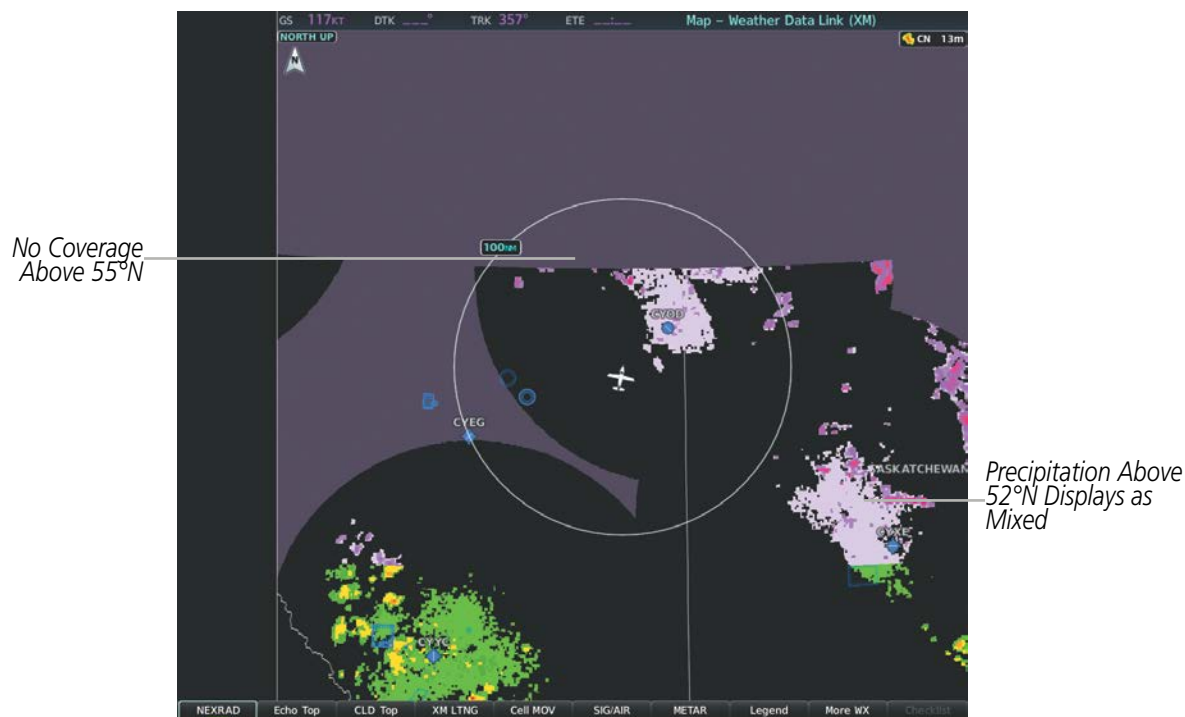 GS 117KT DTK ___° TRK 357° ETE __:__ Map – Weather Data Link (XM)
NORTH UP
CN 13m
N
No Coverage
Above 55°N
100NM
CYOD
CYEG
SASKATCHEWAN
Precipitation Above
52°N Displays as
Mixed
CYXE
CYYC
NEXRAD Echo Top CLD Top XM LTNG Cell MOV SIG/AIR METAR Legend More WX Checklist